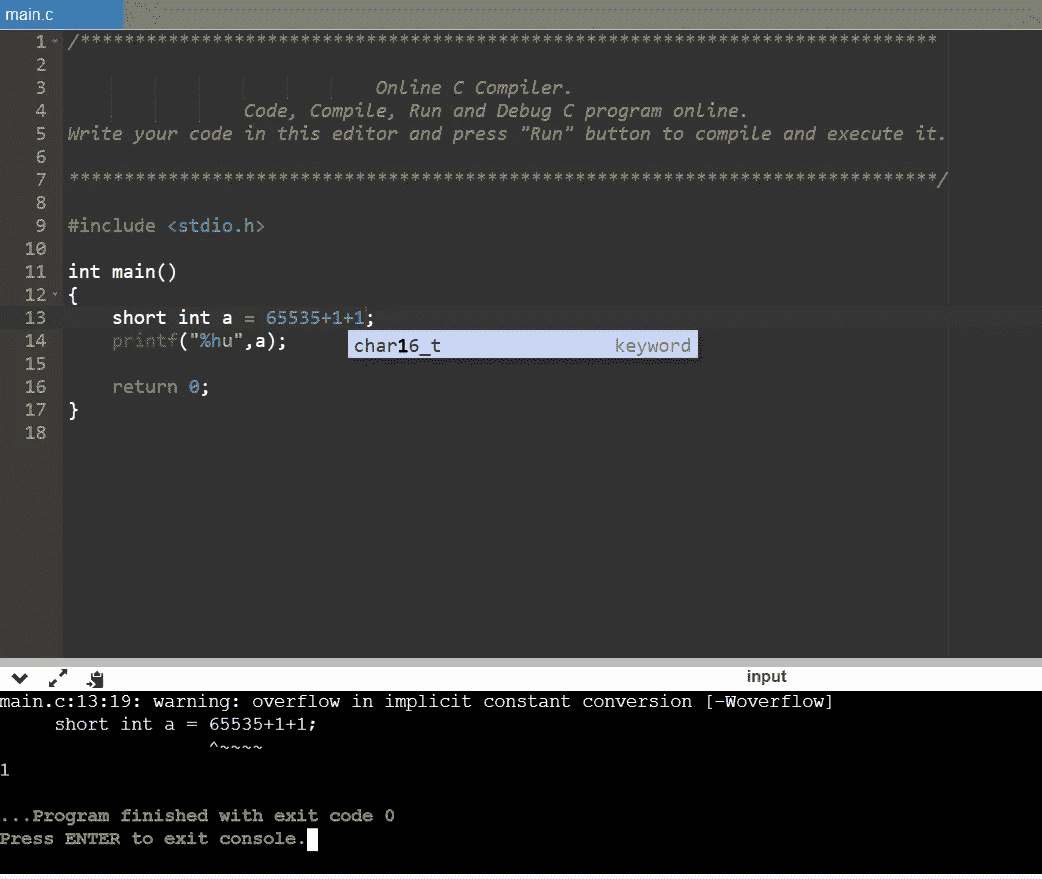 main.c
1 /******************************************************************************
2
3 Online C Compiler.
4 Code, Compile, Run and Debug C program online.
5 Write your code in this editor and press "Run" button to compile and execute it.
6
7 *******************************************************************************/
8
9 #include <stdio.h>
10
11 int main()
12 {
13 short int a = 65535+1+1;
14 printf("%hu",a);
char16_t keyword
15
16 return 0;
17 }
18
input
main.c:13:19: warning: overflow in implicit constant conversion [-Woverflow]
short int a = 65535+1+1;
^~~~~
1
...Program finished with exit code 0
Press ENTER to exit console.